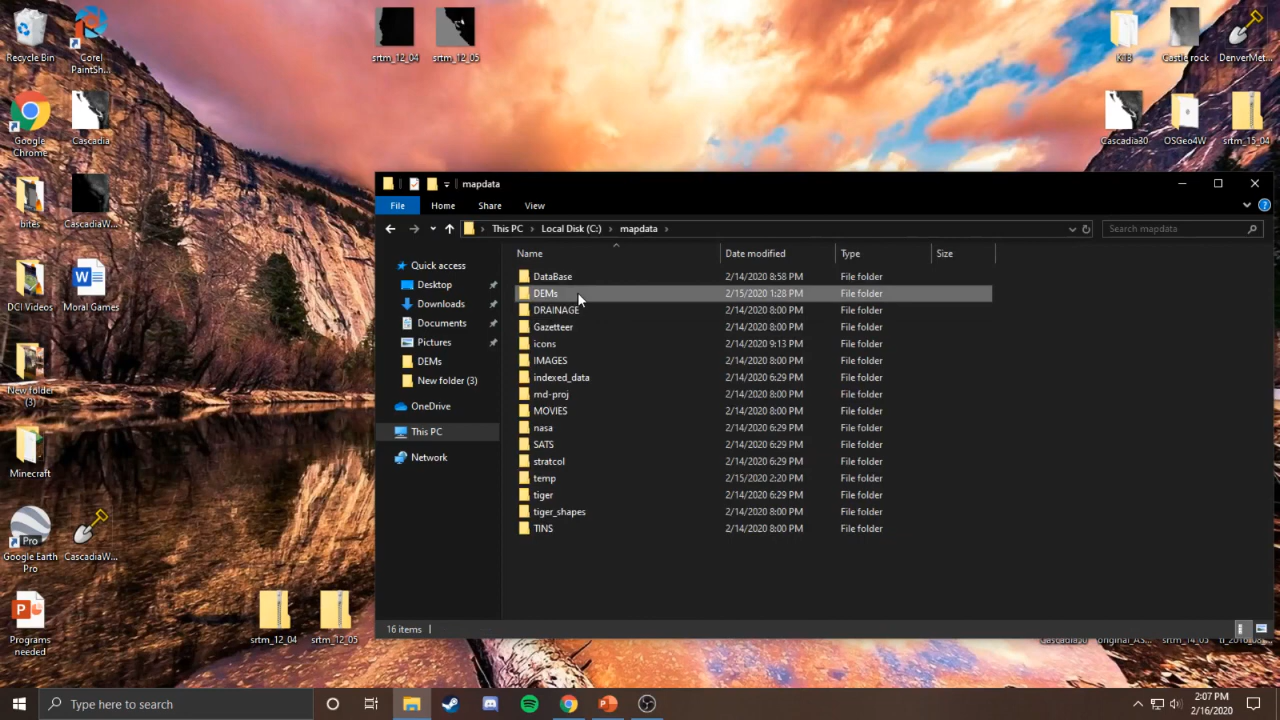 Recycle Bin
Corel
PaintSh...
srtm_12_04
srtm_12_05
KTB
Castle rock
DenverMet...
Google
Chrome
Cascadia
Cascadia30
OSGeo4W
srtm_15_04
bites
CascadiaW...
DCI Videos
Moral Games
New folder
(3)
Minecraft
Google Earth
Pro
CascadiaW...
Programs
needed
srtm_12_04
srtm_12_05
mapdata
File
Home
Share
View
This PC > Local Disk (C:) > mapdata >
Search mapdata
Quick access
Desktop
Downloads
Documents
Pictures
DEMs
New folder (3)
OneDrive
This PC
Network
Name Date modified Type Size
DataBase 2/14/2020 8:58 PM File folder
DEMs 2/15/2020 1:28 PM File folder
DRAINAGE 2/14/2020 8:00 PM File folder
Gazetteer 2/14/2020 8:00 PM File folder
icons 2/14/2020 9:13 PM File folder
IMAGES 2/14/2020 8:00 PM File folder
indexed_data 2/14/2020 6:29 PM File folder
md-proj 2/14/2020 8:00 PM File folder
MOVIES 2/14/2020 8:00 PM File folder
nasa 2/14/2020 6:29 PM File folder
SATS 2/14/2020 6:29 PM File folder
stratcol 2/14/2020 6:29 PM File folder
temp 2/15/2020 2:20 PM File folder
tiger 2/14/2020 6:29 PM File folder
tiger_shapes 2/14/2020 8:00 PM File folder
TINS 2/14/2020 8:00 PM File folder
16 items
Type here to search
2:07 PM
2/16/2020